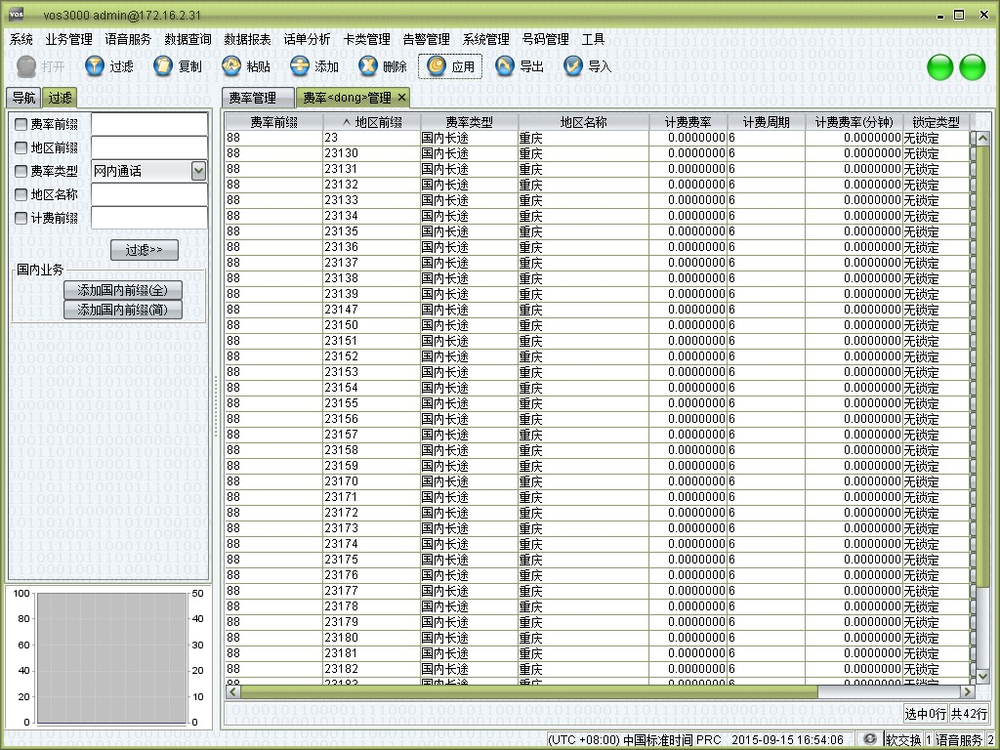 vos vos3000 admin@172.16.2.31
系统 业务管理 语音服务 数据查询 数据报表 话单分析 卡类管理 告警管理 系统管理 号码管理 工具
打开 过滤 复制 粘贴 添加 删除 应用 导出 导入
导航 过滤
费率前缀
地区前缀
费率类型 网内通话
地区名称
计费前缀
过滤>>
国内业务
添加国内前缀(全)
添加国内前缀(简)
100 50
80 40
60 30
40 20
20 10
0 0
费率管理 费率<dong>管理
费率前缀 地区前缀 费率类型 地区名称 计费费率 计费周期 计费费率(分钟) 锁定类型
88 23 国内长途 重庆 0.0000000 6 0.0000000 无锁定
88 23130 国内长途 重庆 0.0000000 6 0.0000000 无锁定
88 23131 国内长途 重庆 0.0000000 6 0.0000000 无锁定
88 23132 国内长途 重庆 0.0000000 6 0.0000000 无锁定
88 23133 国内长途 重庆 0.0000000 6 0.0000000 无锁定
88 23134 国内长途 重庆 0.0000000 6 0.0000000 无锁定
88 23135 国内长途 重庆 0.0000000 6 0.0000000 无锁定
88 23136 国内长途 重庆 0.0000000 6 0.0000000 无锁定
88 23137 国内长途 重庆 0.0000000 6 0.0000000 无锁定
88 23138 国内长途 重庆 0.0000000 6 0.0000000 无锁定
88 23139 国内长途 重庆 0.0000000 6 0.0000000 无锁定
88 23147 国内长途 重庆 0.0000000 6 0.0000000 无锁定
88 23150 国内长途 重庆 0.0000000 6 0.0000000 无锁定
88 23151 国内长途 重庆 0.0000000 6 0.0000000 无锁定
88 23152 国内长途 重庆 0.0000000 6 0.0000000 无锁定
88 23153 国内长途 重庆 0.0000000 6 0.0000000 无锁定
88 23154 国内长途 重庆 0.0000000 6 0.0000000 无锁定
88 23155 国内长途 重庆 0.0000000 6 0.0000000 无锁定
88 23156 国内长途 重庆 0.0000000 6 0.0000000 无锁定
88 23157 国内长途 重庆 0.0000000 6 0.0000000 无锁定
88 23158 国内长途 重庆 0.0000000 6 0.0000000 无锁定
88 23159 国内长途 重庆 0.0000000 6 0.0000000 无锁定
88 23170 国内长途 重庆 0.0000000 6 0.0000000 无锁定
88 23171 国内长途 重庆 0.0000000 6 0.0000000 无锁定
88 23172 国内长途 重庆 0.0000000 6 0.0000000 无锁定
88 23173 国内长途 重庆 0.0000000 6 0.0000000 无锁定
88 23174 国内长途 重庆 0.0000000 6 0.0000000 无锁定
88 23175 国内长途 重庆 0.0000000 6 0.0000000 无锁定
88 23176 国内长途 重庆 0.0000000 6 0.0000000 无锁定
88 23177 国内长途 重庆 0.0000000 6 0.0000000 无锁定
88 23178 国内长途 重庆 0.0000000 6 0.0000000 无锁定
88 23179 国内长途 重庆 0.0000000 6 0.0000000 无锁定
88 23180 国内长途 重庆 0.0000000 6 0.0000000 无锁定
88 23181 国内长途 重庆 0.0000000 6 0.0000000 无锁定
88 23182 国内长途 重庆 0.0000000 6 0.0000000 无锁定
选中0行 共42行
(UTC +08:00) 中国标准时间 PRC 2015-09-15 16:54:06 软交换 1 语音服务 2